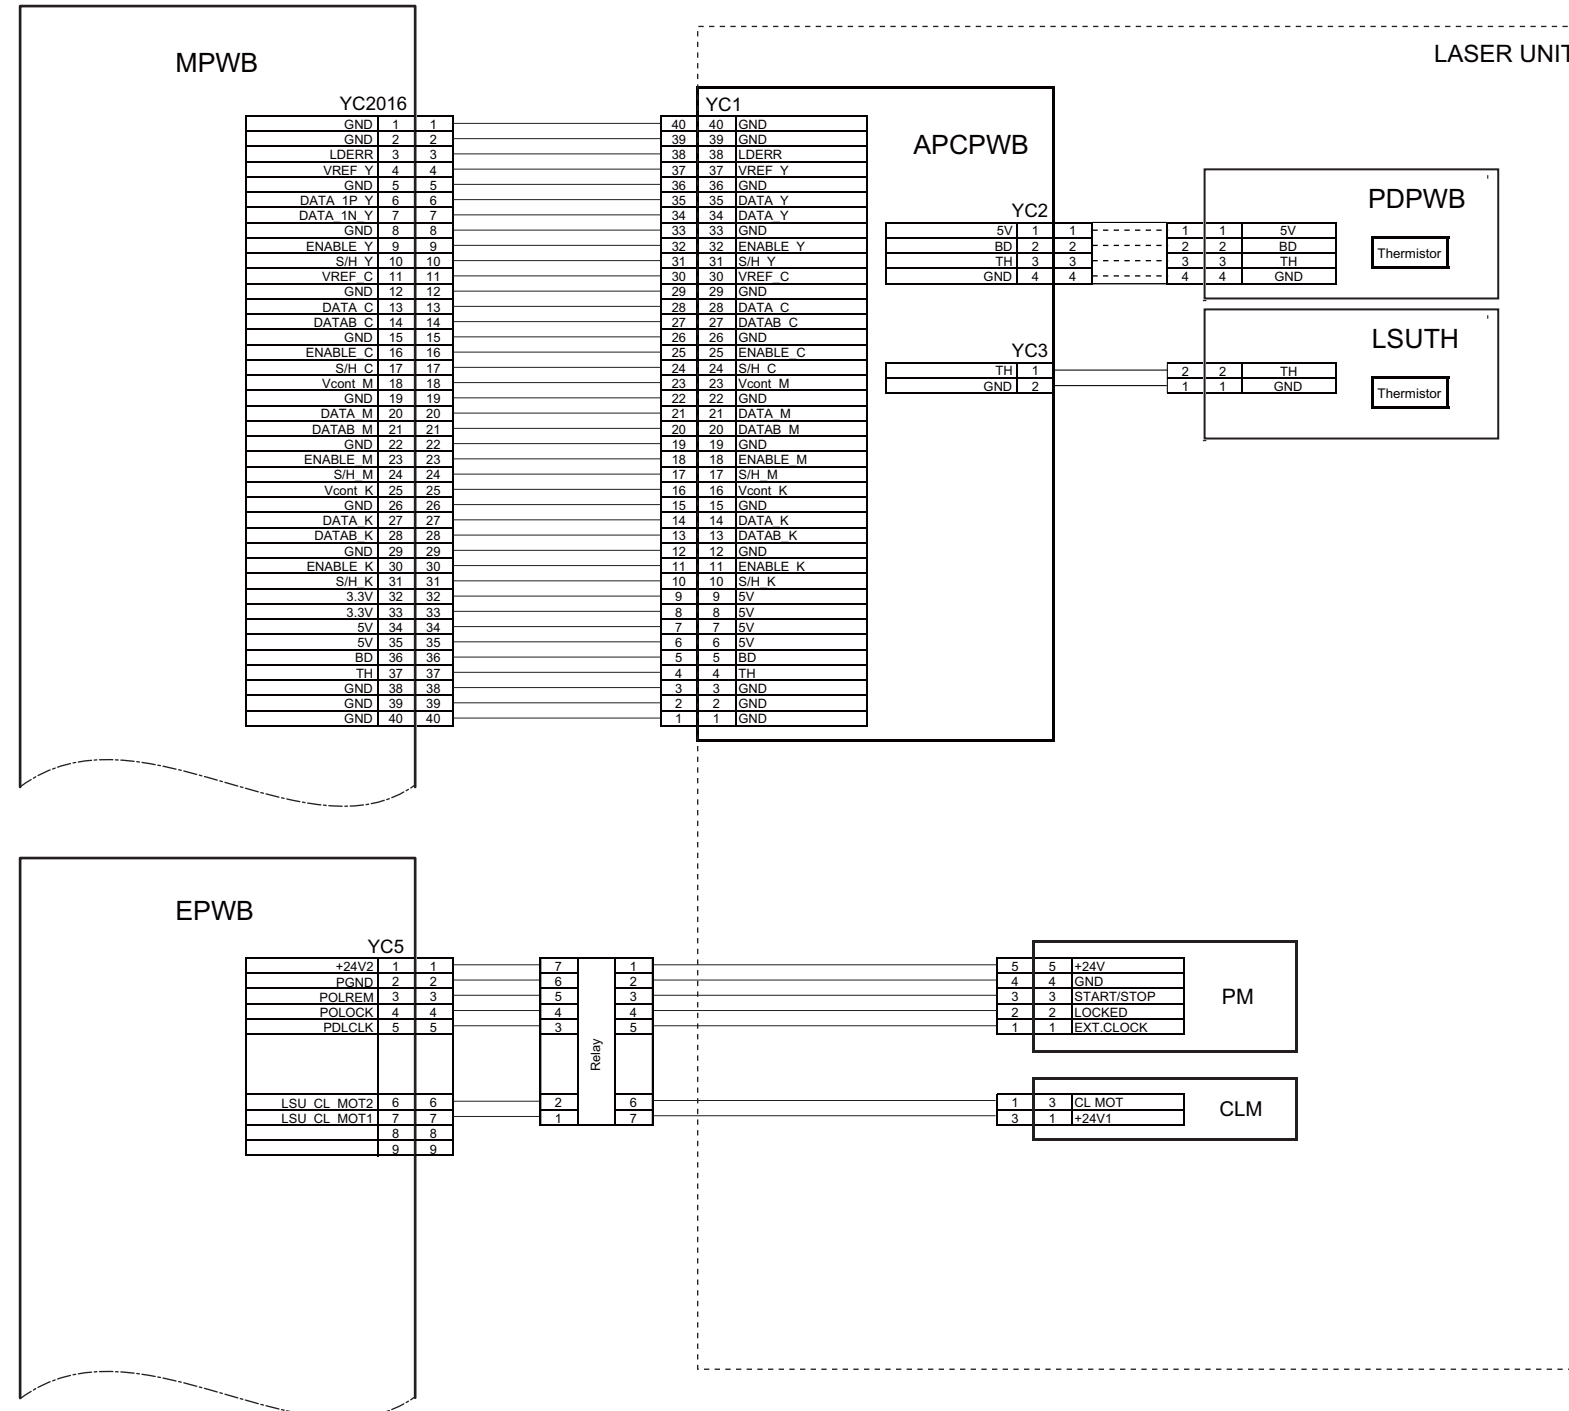 LASER UNIT
MPWB
YC2016
GND 1 1
GND 2 2
LDERR 3 3
VREF_Y 4 4
GND 5 5
DATA_1P_Y 6 6
DATA_1N_Y 7 7
GND 8 8
ENABLE_Y 9 9
S/H_Y 10 10
VREF_C 11 11
GND 12 12
DATA_C 13 13
DATAB_C 14 14
GND 15 15
ENABLE_C 16 16
S/H_C 17 17
Vcont_M 18 18
GND 19 19
DATA_M 20 20
DATAB_M 21 21
GND 22 22
ENABLE_M 23 23
S/H_M 24 24
Vcont_K 25 25
GND 26 26
DATA_K 27 27
DATAB_K 28 28
GND 29 29
ENABLE_K 30 30
S/H_K 31 31
3.3V 32 32
3.3V 33 33
5V 34 34
5V 35 35
BD 36 36
TH 37 37
GND 38 38
GND 39 39
GND 40 40
YC1
APCPWB
40 40 GND
39 39 GND
38 38 LDERR
37 37 VREF_Y
36 36 GND
35 35 DATA_Y
34 34 DATA_Y
33 33 GND
32 32 ENABLE_Y
31 31 S/H_Y
30 30 VREF_C
29 29 GND
28 28 DATA_C
27 27 DATAB_C
26 26 GND
25 25 ENABLE_C
24 24 S/H_C
23 23 Vcont_M
22 22 GND
21 21 DATA_M
20 20 DATAB_M
19 19 GND
18 18 ENABLE_M
17 17 S/H_M
16 16 Vcont_K
15 15 GND
14 14 DATA_K
13 13 DATAB_K
12 12 GND
11 11 ENABLE_K
10 10 S/H_K
9 9 5V
8 8 5V
7 7 5V
6 6 5V
5 5 BD
4 4 TH
3 3 GND
2 2 GND
1 1 GND
YC2
5V 1 1
BD 2 2
TH 3 3
GND 4 4
PDPWB
1 1 5V
2 2 BD
3 3 TH
4 4 GND
Thermistor
YC3
TH 1
GND 2
LSUTH
2 2 TH
1 1 GND
Thermistor
EPWB
YC5
+24V2 1 1
PGND 2 2
POLREM 3 3
POLOCK 4 4
PDLCLK 5 5
LSU_CL_MOT2 6 6
LSU_CL_MOT1 7 7
8 8
9 9
7 1
6 2
5 3
4 4
3 5
Relay
2 6
1 7
5 5 +24V
4 4 GND
3 3 START/STOP
2 2 LOCKED
1 1 EXT.CLOCK
PM
1 3 CL MOT
3 1 +24V1
CLM